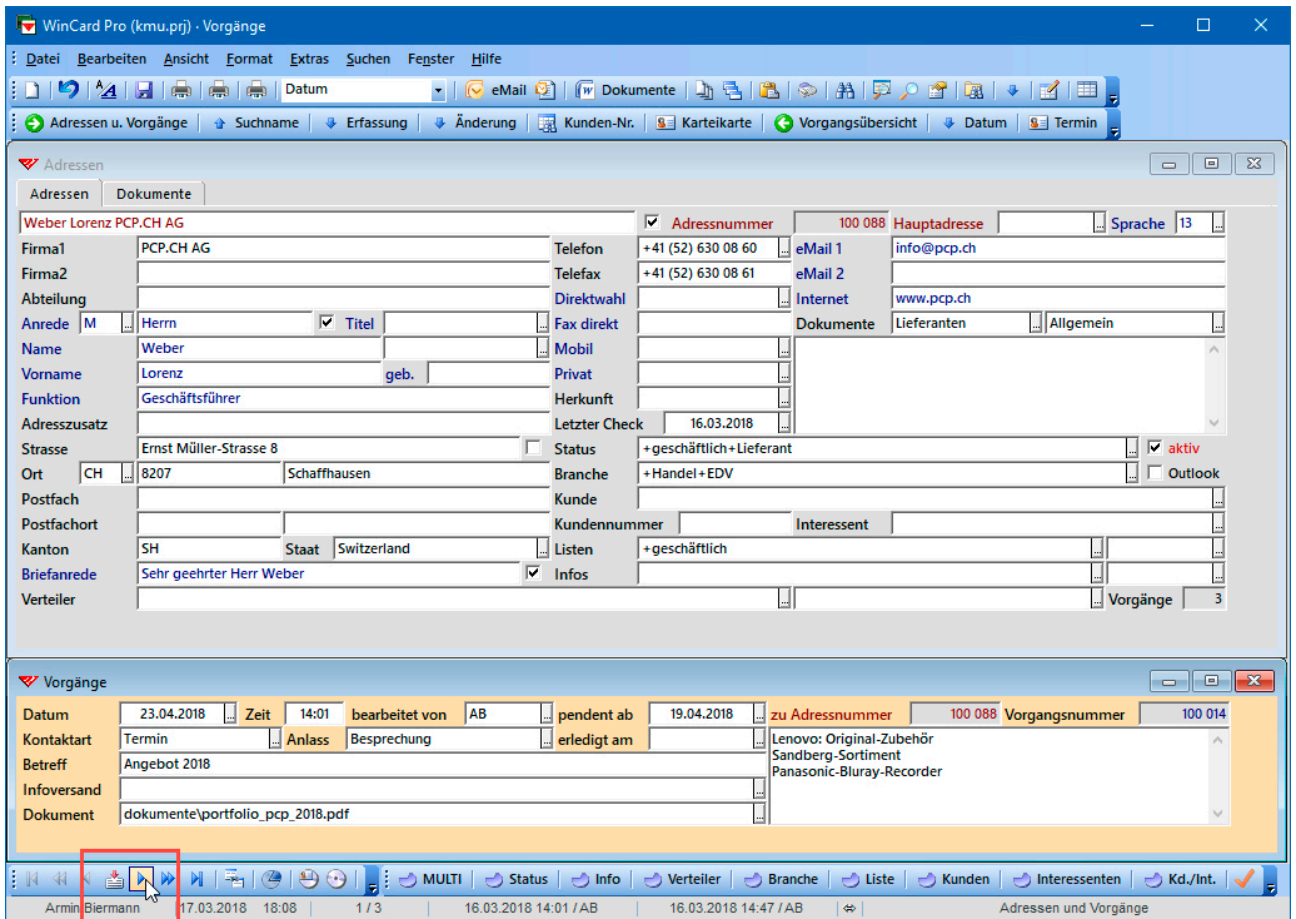 WinCard Pro (kmu.prj) - Vorgänge
Datei Bearbeiten Ansicht Format Extras Suchen Fenster Hilfe
Datum eMail Dokumente
Adressen u. Vorgänge Suchname Erfassung Änderung Kunden-Nr. Karteikarte Vorgangsübersicht Datum Termin
Adressen
Adressen Dokumente
Weber Lorenz PCP.CH AG Adressnummer 100 088 Hauptadresse Sprache 13
Firma1 PCP.CH AG Telefon +41 (52) 630 08 60 eMail 1 info@pcp.ch
Firma2 Telefax +41 (52) 630 08 61 eMail 2
Abteilung Direktwahl Internet www.pcp.ch
Anrede M Herrn Titel Fax direkt Dokumente Lieferanten Allgemein
Name Weber Mobil
Vorname Lorenz geb. Privat
Funktion Geschäftsführer Herkunft
Adresszusatz Letzter Check 16.03.2018
Strasse Ernst Müller-Strasse 8 Status +geschäftlich+Lieferant aktiv
Ort CH 8207 Schaffhausen Branche +Handel+EDV Outlook
Postfach Kunde
Postfachort Kundennummer Interessent
Kanton SH Staat Switzerland Listen +geschäftlich
Briefanrede Sehr geehrter Herr Weber Infos
Verteiler Vorgänge 3
Vorgänge
Datum 23.04.2018 Zeit 14:01 bearbeitet von AB pendent ab 19.04.2018 zu Adressnummer 100 088 Vorgangsnummer 100 014
Kontaktart Termin Anlass Besprechung erledigt am Lenovo: Original-Zubehör
Sandberg-Sortiment
Betreff Angebot 2018
Panasonic-Bluray-Recorder
Infoversand
Dokument dokumente\portfolio_pcp_2018.pdf
MULTI Status Info Verteiler Branche Liste Kunden Interessenten Kd./Int.
Armin Biermann 17.03.2018 18:08 1 / 3 16.03.2018 14:01 / AB 16.03.2018 14:47 / AB Adressen und Vorgänge